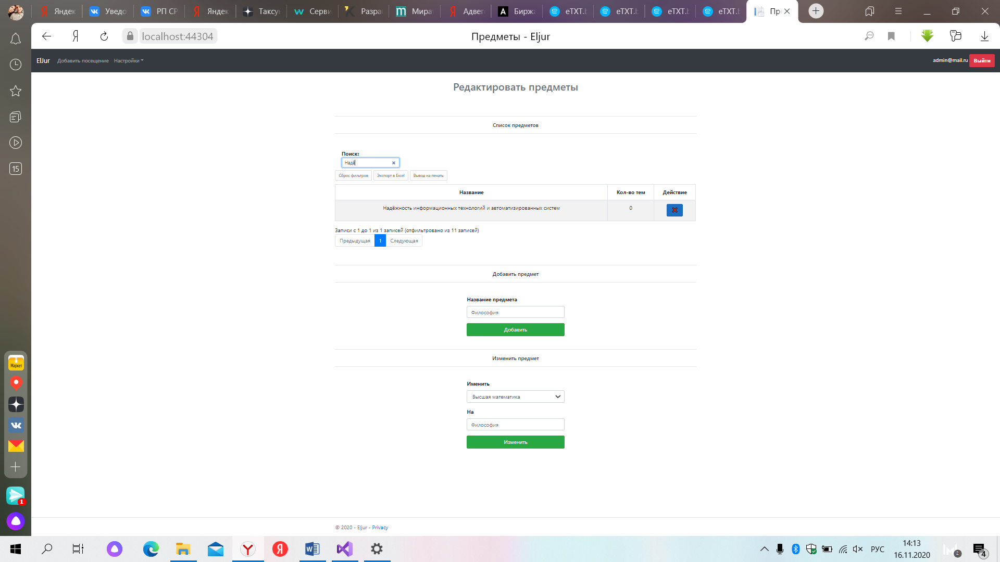 Яндек
Уведо
РП СР
Яндек
Таксу
Серви
Разра
Мира
Адвег
Биржа
eTXT.b
eTXT.b
eTXT.b
eTXT.b
Пр
localhost:44304
Предметы - Eljur
ElJur Добавить посещение Настройки
admin@mail.ru Выйти
Редактировать предметы
Список предметов
Поиск:
Надё
Сброс фильтров Экспорт в Excel Вывод на печать
Название Кол-во тем Действие
Надёжность информационных технологий и автоматизированных систем 0
Записи с 1 до 1 из 1 записей (отфильтровано из 11 записей)
Предыдущая 1 Следующая
Добавить предмет
Название предмета
Философия
Добавить
Изменить предмет
Именить
Высшая математика
На
Философия
Изменить
© 2020 - Eljur - Privacy
15
Маркет
1
РУС
14:13
16.11.2020
2
4